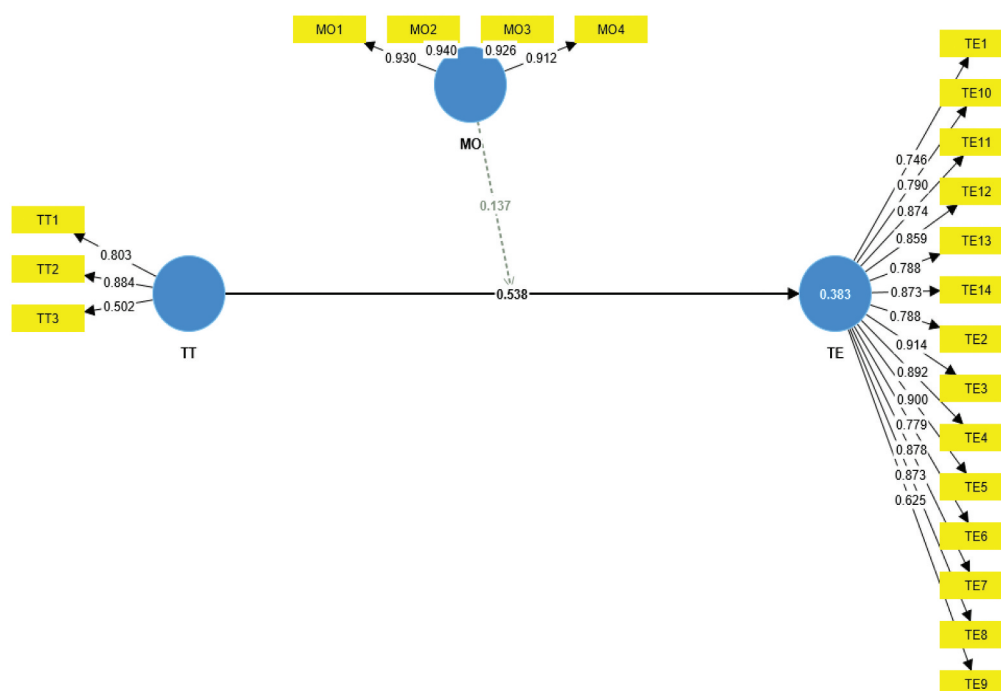 MO1
MO2
MO3
MO4
0.930
0.940
0.926
0.912
MO
0.137
TT1
TT2
TT3
0.803
0.884
0.502
TT
0.538
0.383
TE
0.746
0.790
0.874
0.859
0.788
0.873
0.788
0.914
0.892
0.900
0.779
0.878
0.873
0.625
TE1
TE10
TE11
TE12
TE13
TE14
TE2
TE3
TE4
TE5
TE6
TE7
TE8
TE9